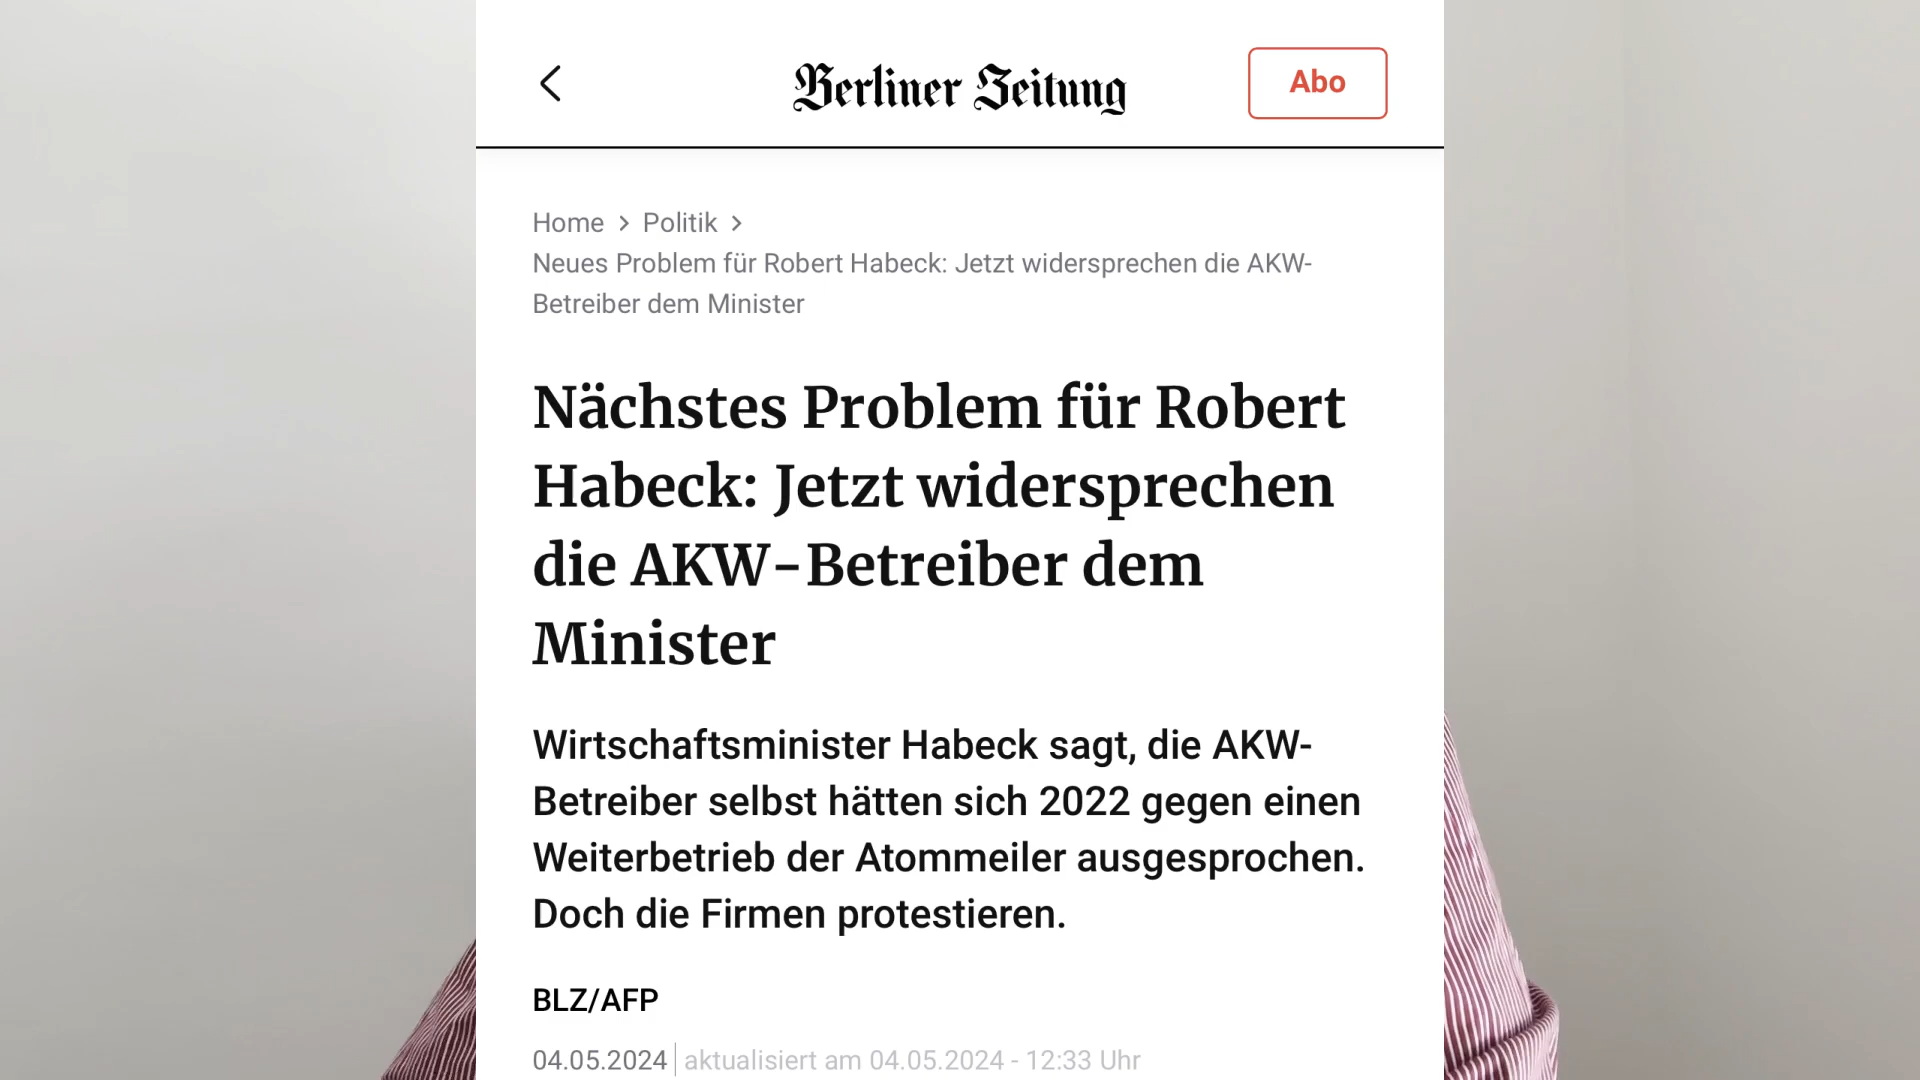 Berliner Zeitung
Abo
Home > Politik >
Neues Problem für Robert Habeck: Jetzt widersprechen die AKW-
Betreiber dem Minister
Nächstes Problem für Robert
Habeck: Jetzt widersprechen
die AKW-Betreiber dem
Minister
Wirtschaftsminister Habeck sagt, die AKW-
Betreiber selbst hätten sich 2022 gegen einen
Weiterbetrieb der Atommeiler ausgesprochen.
Doch die Firmen protestieren.
BLZ/AFP
04.05.2024 | aktualisiert am 04.05.2024 - 12:33 Uhr